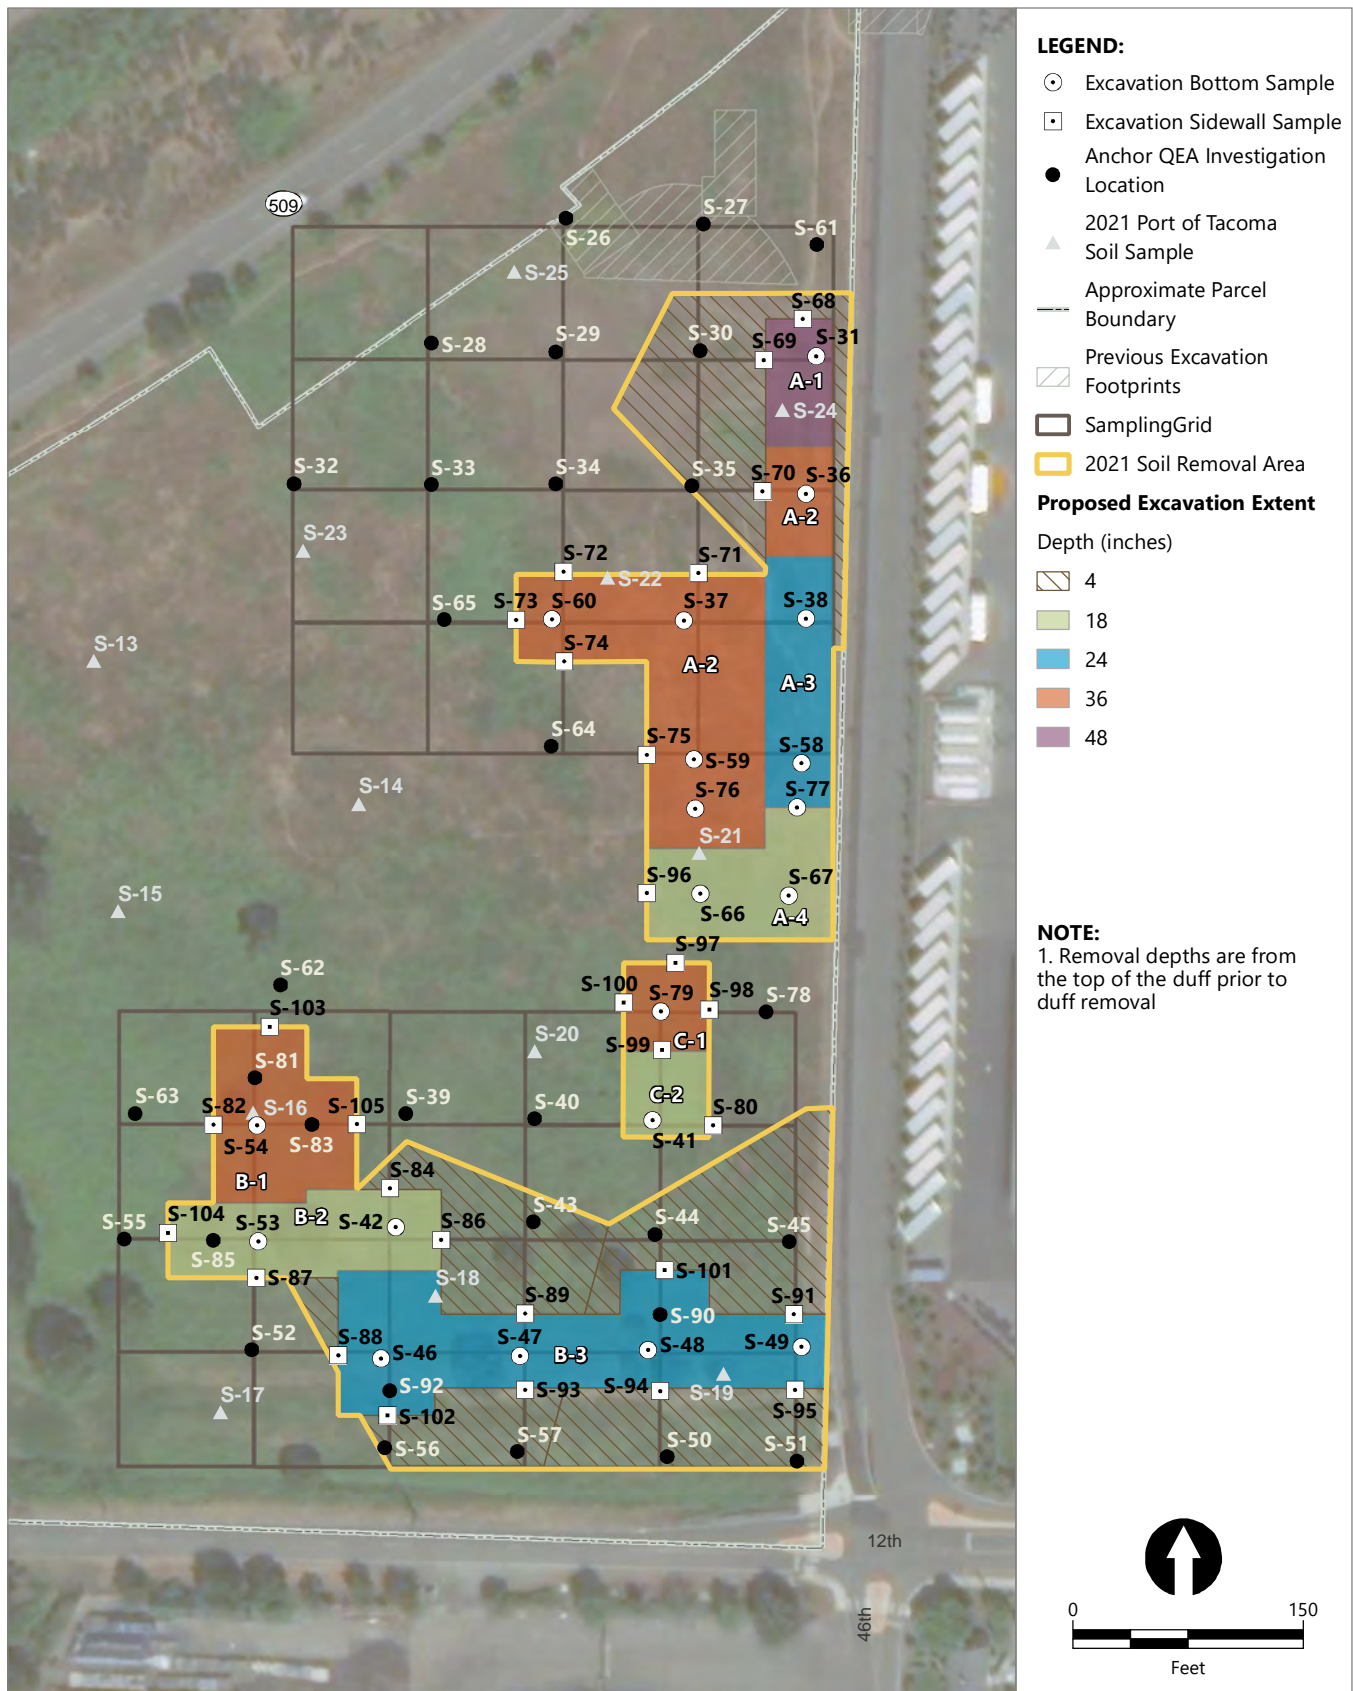 LEGEND:
Excavation Bottom Sample
Excavation Sidewall Sample
Anchor QEA Investigation
Location
2021 Port of Tacoma
Soil Sample
Approximate Parcel
Boundary
Previous Excavation
Footprints
SamplingGrid
2021 Soil Removal Area
Proposed Excavation Extent
Depth (inches)
4
18
24
36
48
NOTE:
1. Removal depths are from
the top of the duff prior to
duff removal
0 150
Feet
509
S-27
S-61
S-26
S-25
S-68
S-28
S-29
S-30
S-69
S-31
A-1
S-24
S-32
S-33
S-34
S-35
S-70
S-36
A-2
S-23
S-72
S-71
S-22
S-65
S-73
S-60
S-37
S-38
S-13
S-74
A-2
A-3
S-64
S-75
S-59
S-58
S-14
S-76
S-77
S-21
S-15
S-96
S-66
S-67
A-4
S-97
S-62
S-100
S-79
S-98
S-78
S-103
S-20
S-99
C-1
S-81
C-2
S-63
S-82
S-16
S-105
S-39
S-40
S-80
S-54
S-83
S-41
B-1
S-84
S-104
S-55
S-53
B-2
S-42
S-86
S-43
S-44
S-45
S-85
S-87
S-18
S-101
S-89
S-90
S-91
S-52
S-88
S-46
S-47
B-3
S-48
S-49
S-92
S-93
S-94
S-19
S-95
S-17
S-102
S-56
S-57
S-50
S-51
12th
46th